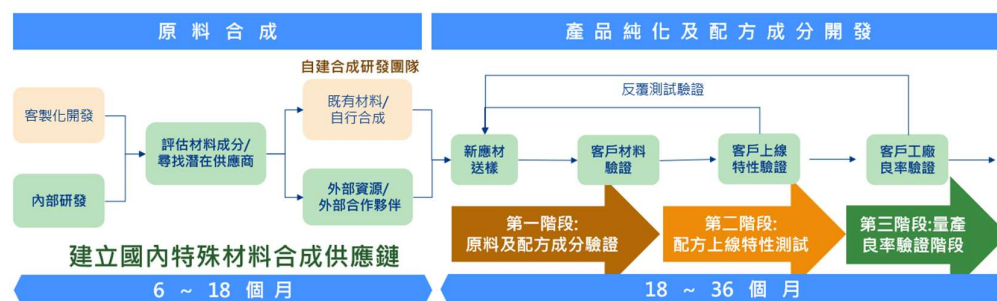 原料合成
產品純化及配方成分開發
自建合成研發團隊
反覆測試驗證
客製化開發
既有材料/
自行合成
評估材料成分/
尋找潛在供應商
新應材
送樣
客戶材料
驗證
客戶上線
特性驗證
客戶工廠
良率驗證
內部研發
外部資源/
外部合作夥伴
第一階段:
原料及配方成分驗證
第二階段:
配方上線特性測試
第三階段:量產
良率驗證階段
建立國內特殊材料合成供應鏈
6 ~ 18 個月
18 ~ 36 個月